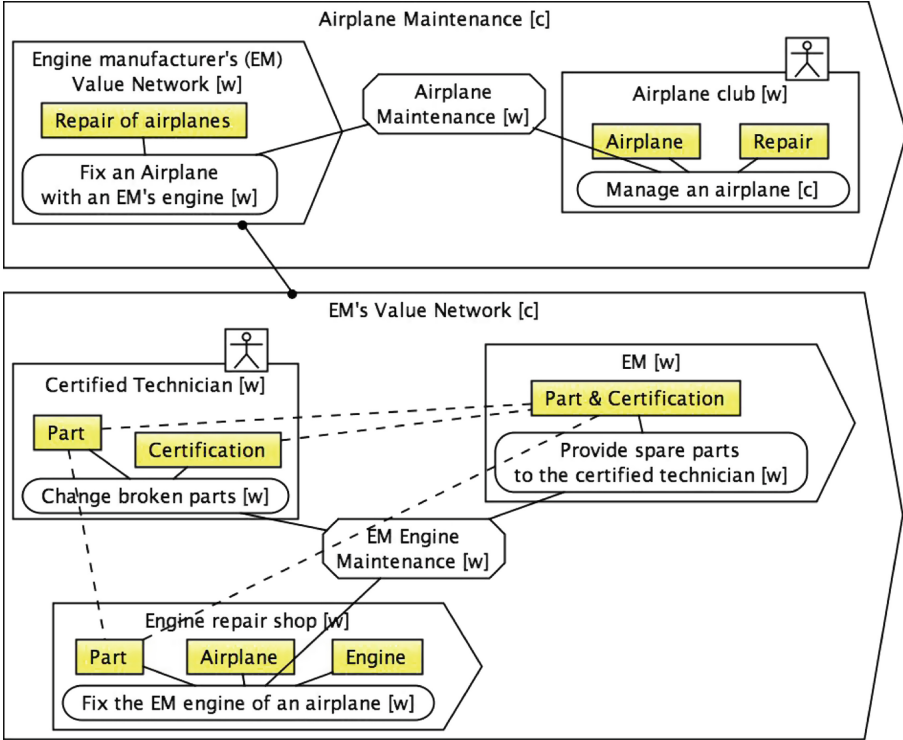 Airplane Maintenance [c]
Engine manufacturer's (EM)
Value Network [w]
Repair of airplanes
Fix an Airplane
with an EM's engine [w]
Airplane
Maintenance [w]
Airplane club [w]
Airplane
Repair
Manage an airplane [c]
EM's Value Network [c]
Certified Technician [w]
Part
Certification
Change broken parts [w]
EM [w]
Part & Certification
Provide spare parts
to the certified technician [w]
EM Engine
Maintenance [w]
Engine repair shop [w]
Part
Airplane
Engine
Fix the EM engine of an airplane [w]